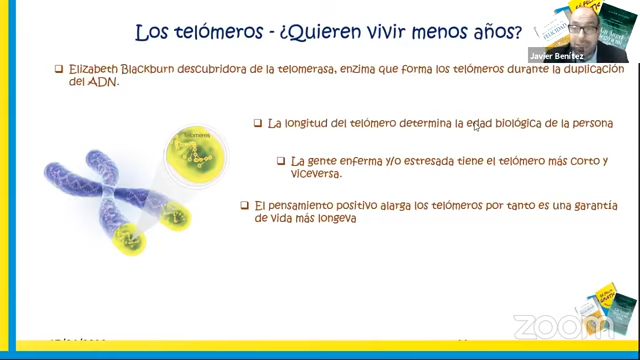 Los telómeros - ¿Quieren vivir menos años?
Javier Benítez
❑ Elizabeth Blackburn descubridora de la telomerasa, enzima que forma los telómeros durante la duplicación
del ADN.
❑ La longitud del telómero determina la edad biológica de la persona
Telómeros
❑ La gente enferma y/o estresada tiene el telómero más corto y
viceversa.
❑ El pensamiento positivo alarga los telómeros por tanto es una garantía
de vida más longeva
zoom